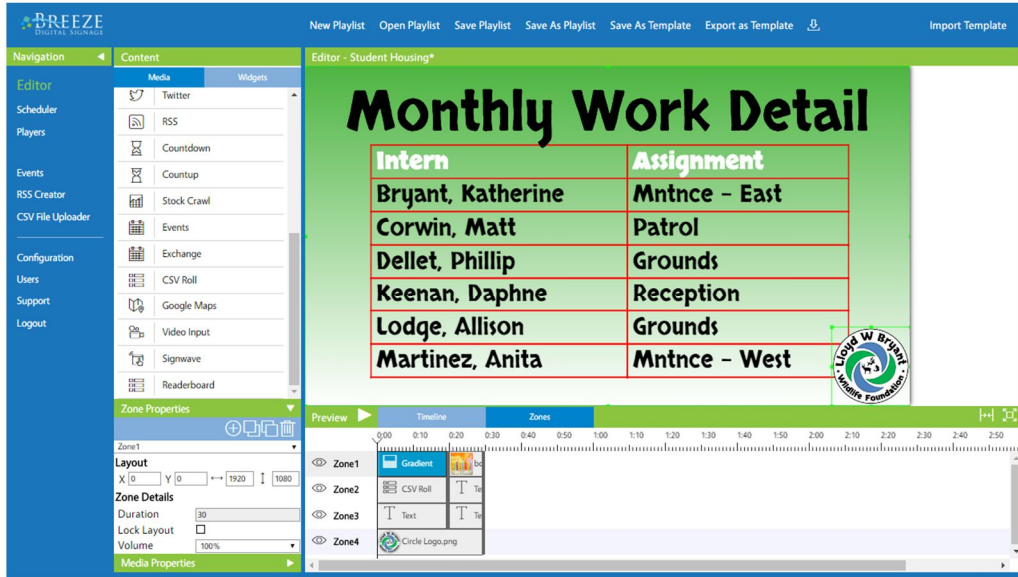 BREEZE
DIGITAL SIGNAGE
New Playlist Open Playlist Save Playlist Save As Playlist Save As Template Export as Template Import Template
Navigation
Editor
Scheduler
Players
Events
RSS Creator
CSV File Uploader
Configuration
Users
Support
Logout
Content
Media Widgets
Twitter
RSS
Countdown
Countup
Stock Crawl
Events
Exchange
CSV Roll
Google Maps
Video Input
Signwave
Readerboard
Zone Properties
Zone1
Layout
X 0 Y 0 1920 1080
Zone Details
Duration 30
Lock Layout
Volume 100%
Media Properties
Editor - Student Housing*
Monthly Work Detail
Intern Assignment
Bryant, Katherine Mntnce - East
Corwin, Matt Patrol
Dellet, Phillip Grounds
Keenan, Daphne Reception
Lodge, Allison Grounds
Martinez, Anita Mntnce - West
Lloyd W Bryant
Wildlife Foundation
Preview Timeline Zones
0:00 0:10 0:20 0:30 0:40 0:50 1:00 1:10 1:20 1:30 1:40 1:50 2:00 2:10 2:20 2:30 2:40 2:50
Zone1 Gradient
Zone2 CSV Roll T Te
Zone3 T Text T Te
Zone4 Circle Logo.png